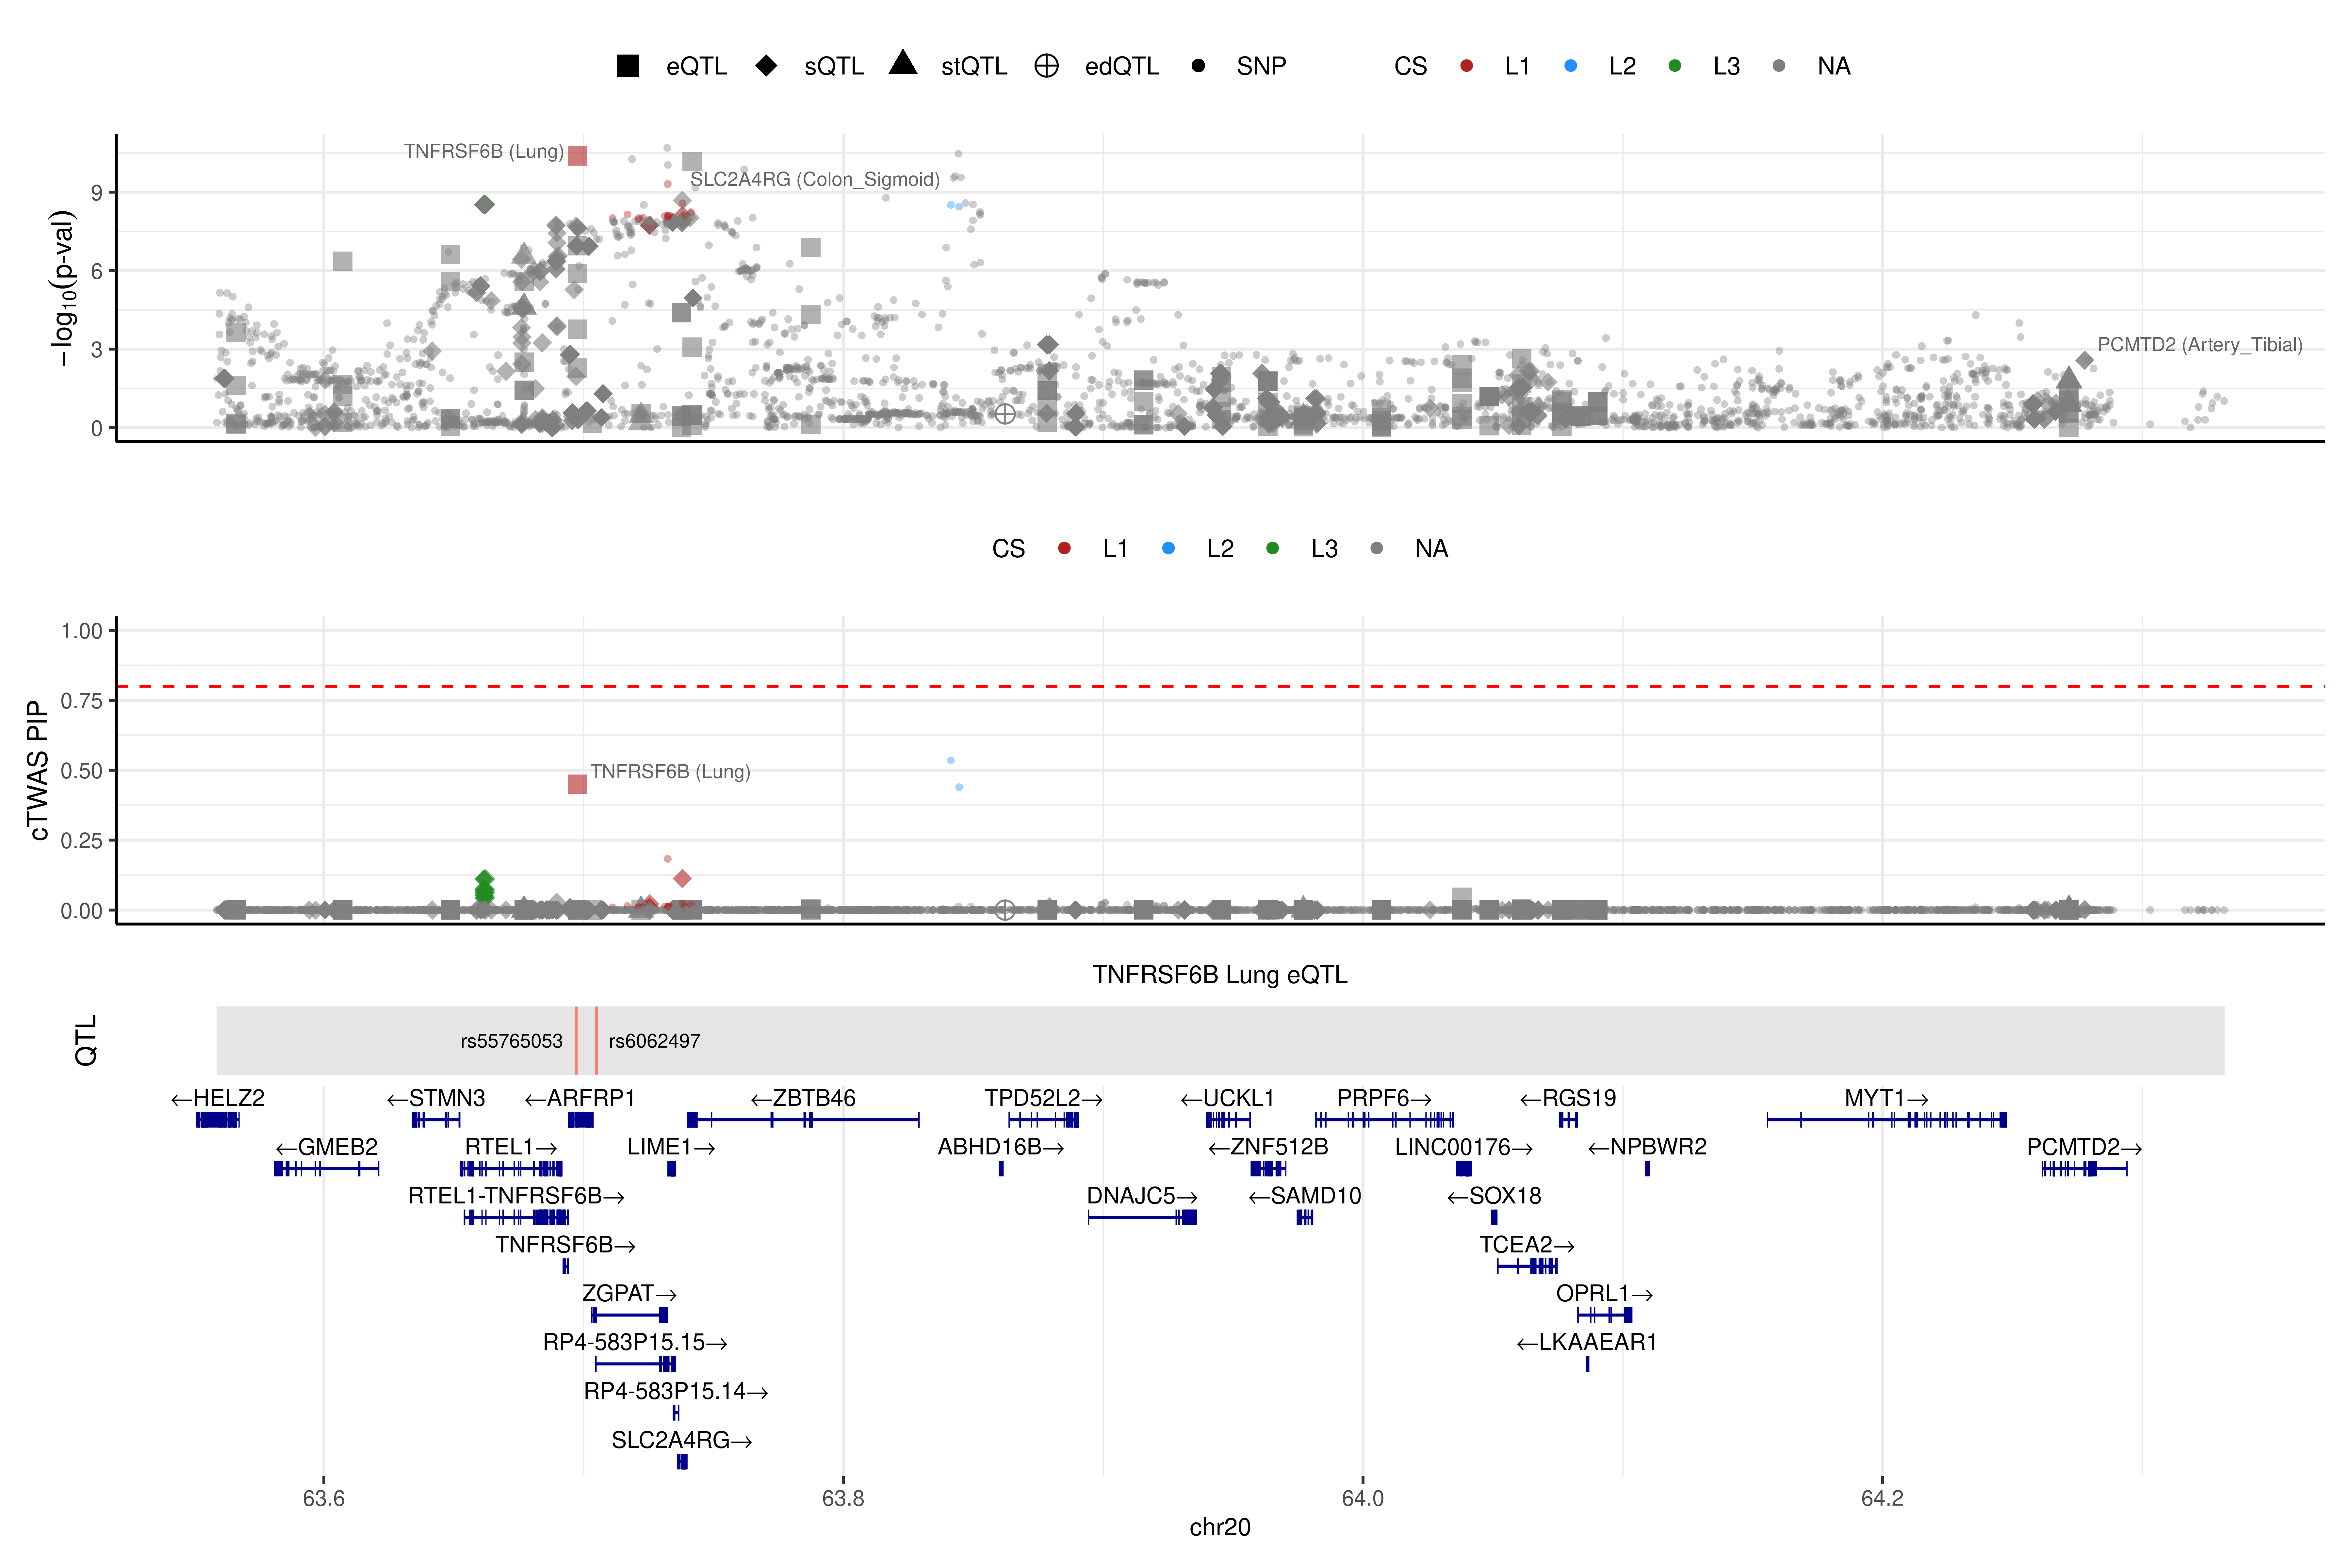 eQTL sQTL stQTL edQTL SNP CS L1 L2 L3 NA
TNFRSF6B (Lung)
SLC2A4RG (Colon_Sigmoid)
PCMTD2 (Artery_Tibial)
−log10(p-val)
9
6
3
0
CS L1 L2 L3 NA
cTWAS PIP
1.00
0.75
0.50
0.25
0.00
TNFRSF6B (Lung)
TNFRSF6B Lung eQTL
QTL
rs55765053 rs6062497
←HELZ2 ←STMN3 ←ARFRP1 ←ZBTB46 TPD52L2→ ←UCKL1 PRPF6→ ←RGS19 MYT1→
←GMEB2 RTEL1→ LIME1→ ABHD16B→ ←ZNF512B LINC00176→ ←NPBWR2 PCMTD2→
RTEL1-TNFRSF6B→ DNAJC5→ ←SAMD10 ←SOX18
TNFRSF6B→ TCEA2→
ZGPAT→ OPRL1→
RP4-583P15.15→ ←LKAAEAR1
RP4-583P15.14→
SLC2A4RG→
63.6 63.8 64.0 64.2
chr20